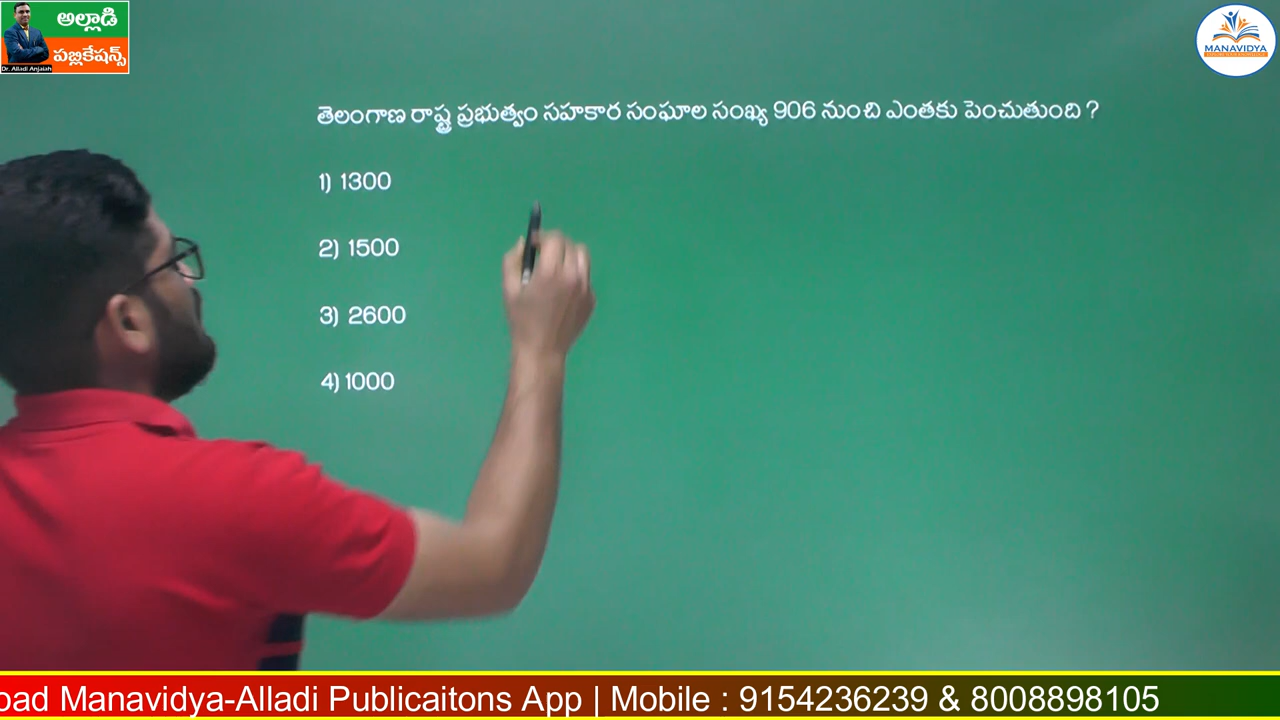 అల్లాడి
పబ్లికేషన్స్
Dr. Alladi Anjaiah
MANAVIDYA
తెలంగాణ రాష్ట్ర ప్రభుత్వం సహకార సంఘాల సంఖ్య 906 నుంచి ఎంతకు పెంచుతుంది ?
1) 1300
2) 1500
3) 2600
4) 1000
oad Manavidya-Alladi Publicaitons App | Mobile : 9154236239 & 8008898105